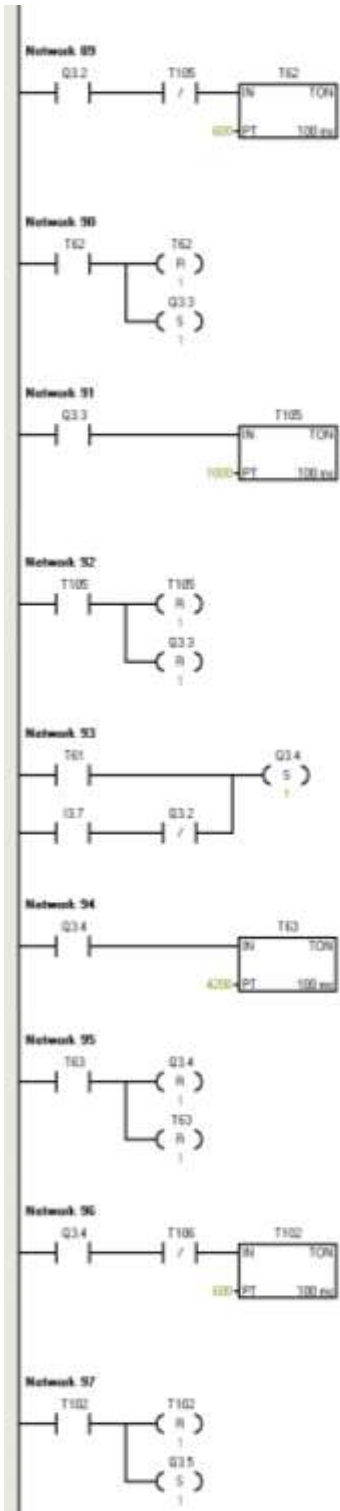 Network 89
Q3.2 T105 T62
/ IN TON
600 PT 100 ms
Network 90
T62 T62
R
1
Q3.3
S
1
Network 91
Q3.3 T105
IN TON
1000 PT 100 ms
Network 92
T105 T105
R
1
Q3.3
R
1
Network 93
T61 Q3.4
S
1
I3.7 Q3.2
/
Network 94
Q3.4 T63
IN TON
4200 PT 100 ms
Network 95
T63 Q3.4
R
1
T63
R
1
Network 96
Q3.4 T106 T102
/ IN TON
600 PT 100 ms
Network 97
T102 T102
R
1
Q3.5
S
1